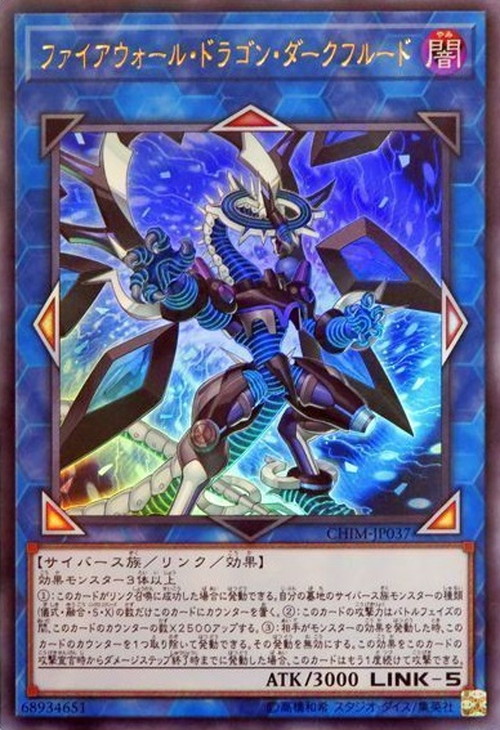 ファイアウォール・ドラゴン・ダークフルード
やみ
闇
CHIM-JP037
【サイバース族／リンク／効果】
効果モンスター３体以上
①：このカードがリンク召喚に成功した場合に発動できる。自分の墓地のサイバース族モンスターの種類
（儀式・融合・S・X）の数だけこのカードにカウンターを置く。②：このカードの攻撃力はバトルフェイズの
間、このカードのカウンターの数×２５００アップする。③：相手がモンスターの効果を発動した時、この
カードのカウンターを１つ取り除いて発動できる。その発動を無効にする。この効果をこのカードの
攻撃宣言時からダメージステップ終了時までに発動した場合、このカードはもう１度続けて攻撃できる。
ATK/3000 LINK-5
68934651
©高橋和希 スタジオ・ダイス/集英社